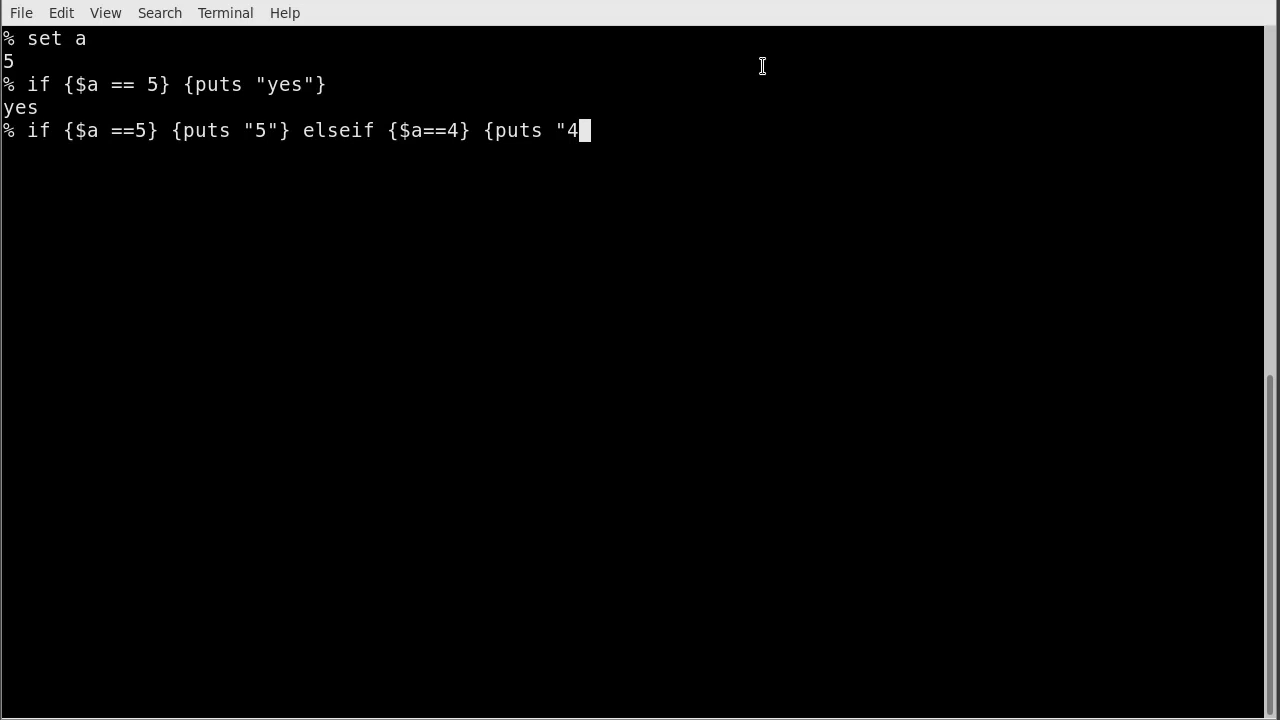 File Edit View Search Terminal Help
% set a
5
% if {$a == 5} {puts "yes"}
yes
% if {$a ==5} {puts "5"} elseif {$a==4} {puts "4